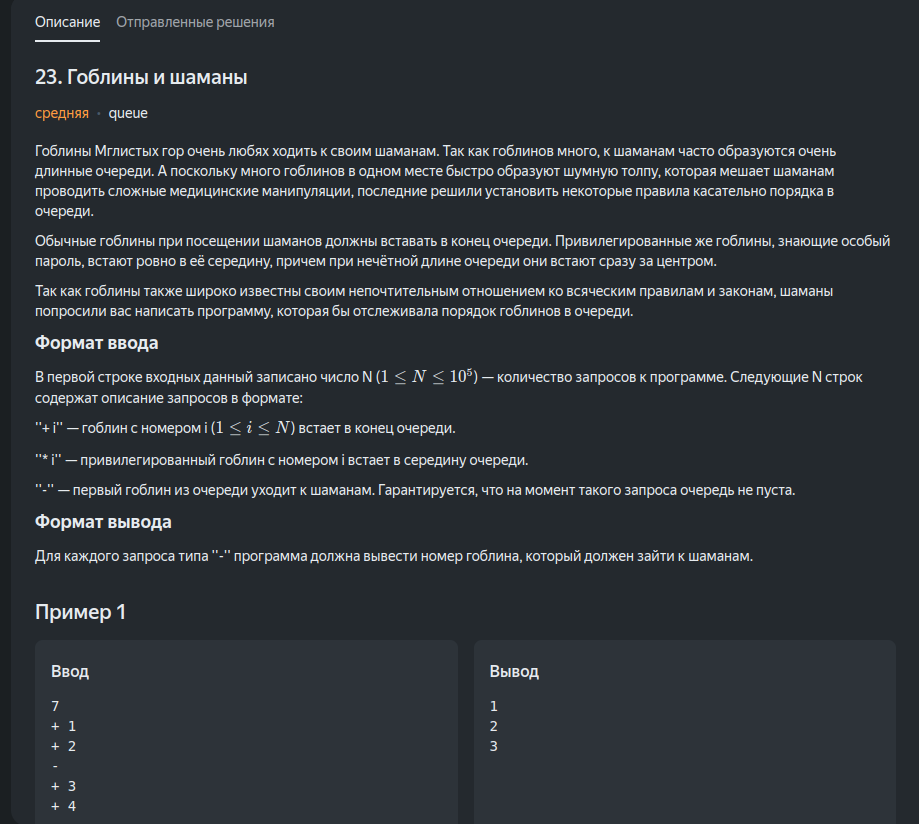 Описание Отправленные решения
23. Гоблины и шаманы
средняя · queue
Гоблины Мглистых гор очень любях ходить к своим шаманам. Так как гоблинов много, к шаманам часто образуются очень
длинные очереди. А поскольку много гоблинов в одном месте быстро образуют шумную толпу, которая мешает шаманам
проводить сложные медицинские манипуляции, последние решили установить некоторые правила касательно порядка в
очереди.
Обычные гоблины при посещении шаманов должны вставать в конец очереди. Привилегированные же гоблины, знающие особый
пароль, встают ровно в её середину, причем при нечётной длине очереди они встают сразу за центром.
Так как гоблины также широко известны своим непочтительным отношением ко всяческим правилам и законам, шаманы
попросили вас написать программу, которая бы отслеживала порядок гоблинов в очереди.
Формат ввода
В первой строке входных данный записано число N (1 ≤ N ≤ 10⁵) — количество запросов к программе. Следующие N строк
содержат описание запросов в формате:
''+ i'' — гоблин с номером i (1 ≤ i ≤ N) встает в конец очереди.
''* i'' — привилегированный гоблин с номером i встает в середину очереди.
''-'' — первый гоблин из очереди уходит к шаманам. Гарантируется, что на момент такого запроса очередь не пуста.
Формат вывода
Для каждого запроса типа ''-'' программа должна вывести номер гоблина, который должен зайти к шаманам.
Пример 1
Ввод
7
+ 1
+ 2
-
+ 3
+ 4
Вывод
1
2
3